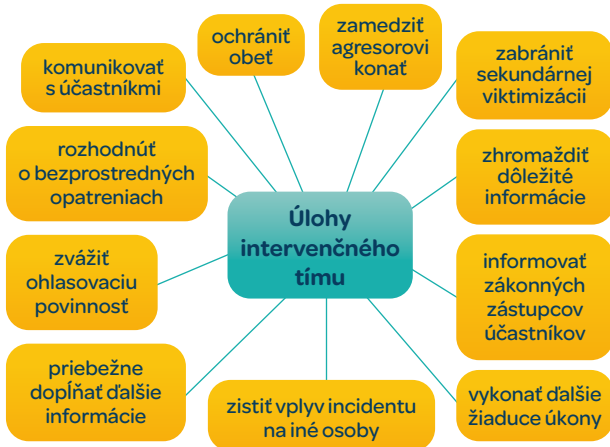 ochrániť
obeť
zamedziť
agresorovi
konať
zabrániť
sekundárnej
viktimizácii
komunikovať
s účastníkmi
rozhodnúť
o bezprostredných
opatreniach
zhromaždiť
dôležité
informácie
Úlohy
intervenčného
tímu
zvážiť
ohlasovaciu
povinnosť
informovať
zákonných
zástupcov
účastníkov
priebežne
dopĺňať ďalšie
informácie
zistiť vplyv incidentu
na iné osoby
vykonať ďalšie
žiaduce úkony